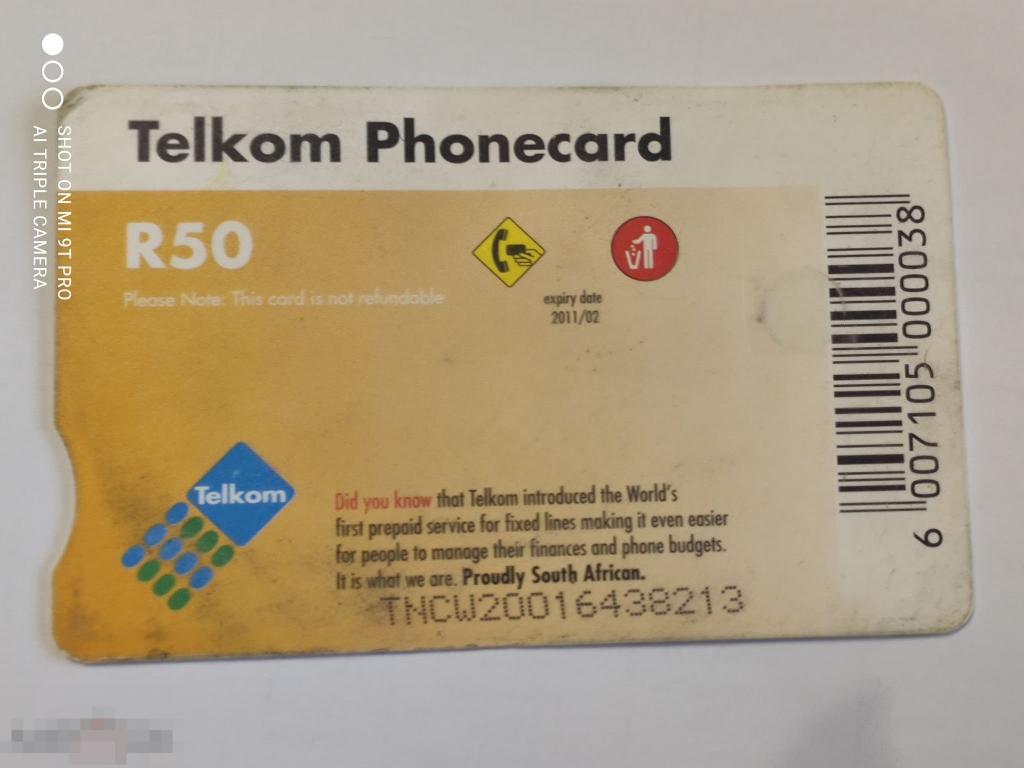 Telkom Phonecard
R50
Please Note: This card is not refundable
expiry date
2011/02
Telkom
Did you know that Telkom introduced the World's
first prepaid service for fixed lines making it even easier
for people to manage their finances and phone budgets.
It is what we are. Proudly South African.
TNCW20016438213
6 007105 000038
SHOT ON MI 9T PRO
AI TRIPLE CAMERA